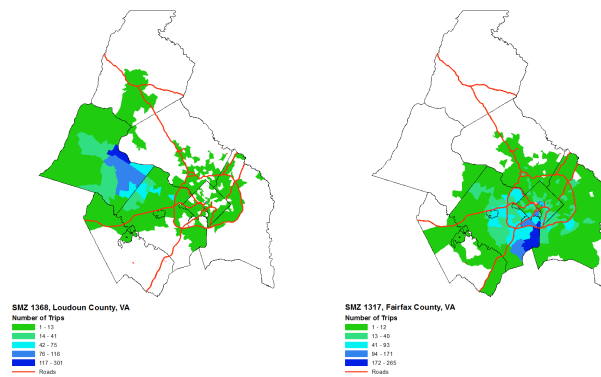 SMZ 1368, Loudoun County, VA
Number of Trips
1 - 13
14 - 41
42 - 75
76 - 116
117 - 301
Roads
SMZ 1317, Fairfax County, VA
Number of Trips
1 - 12
13 - 40
41 - 93
94 - 171
172 - 265
Roads